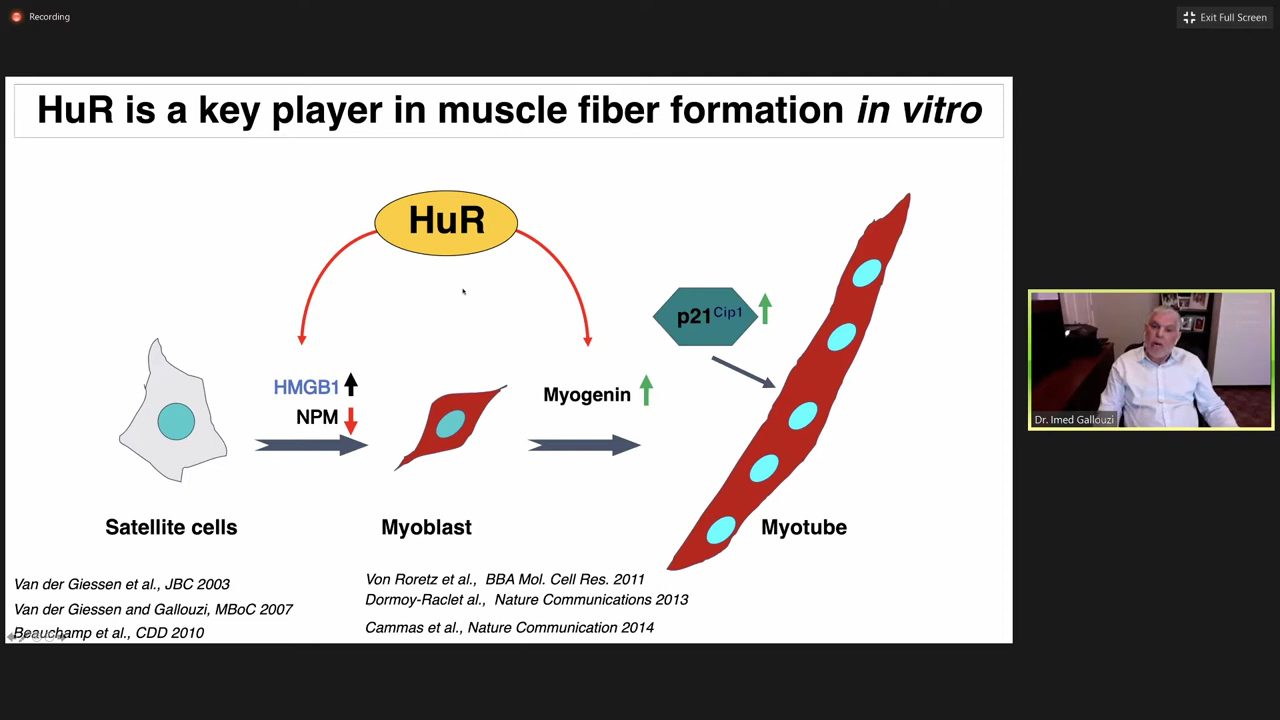 Recording
Exit Full Screen
HuR is a key player in muscle fiber formation in vitro
HuR
p21Cip1
HMGB1
NPM
Myogenin
Satellite cells
Myoblast
Myotube
Van der Giessen et al., JBC 2003
Van der Giessen and Gallouzi, MBoC 2007
Beauchamp et al., CDD 2010
Von Roretz et al., BBA Mol. Cell Res. 2011
Dormoy-Raclet al., Nature Communications 2013
Cammas et al., Nature Communication 2014
Dr. Imed Gallouzi